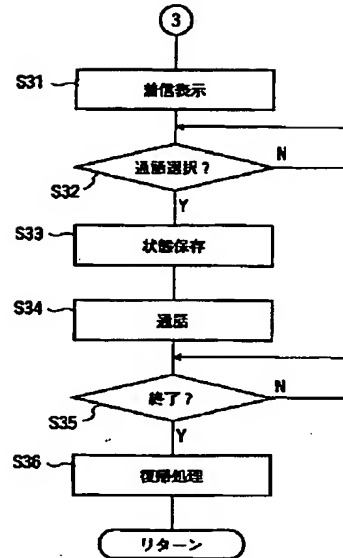 3
S31
着信表示
通話選択?
N
S32
Y
S33
状態保存
S34
通話
終了?
N
S35
Y
S36
復帰処理
リターン